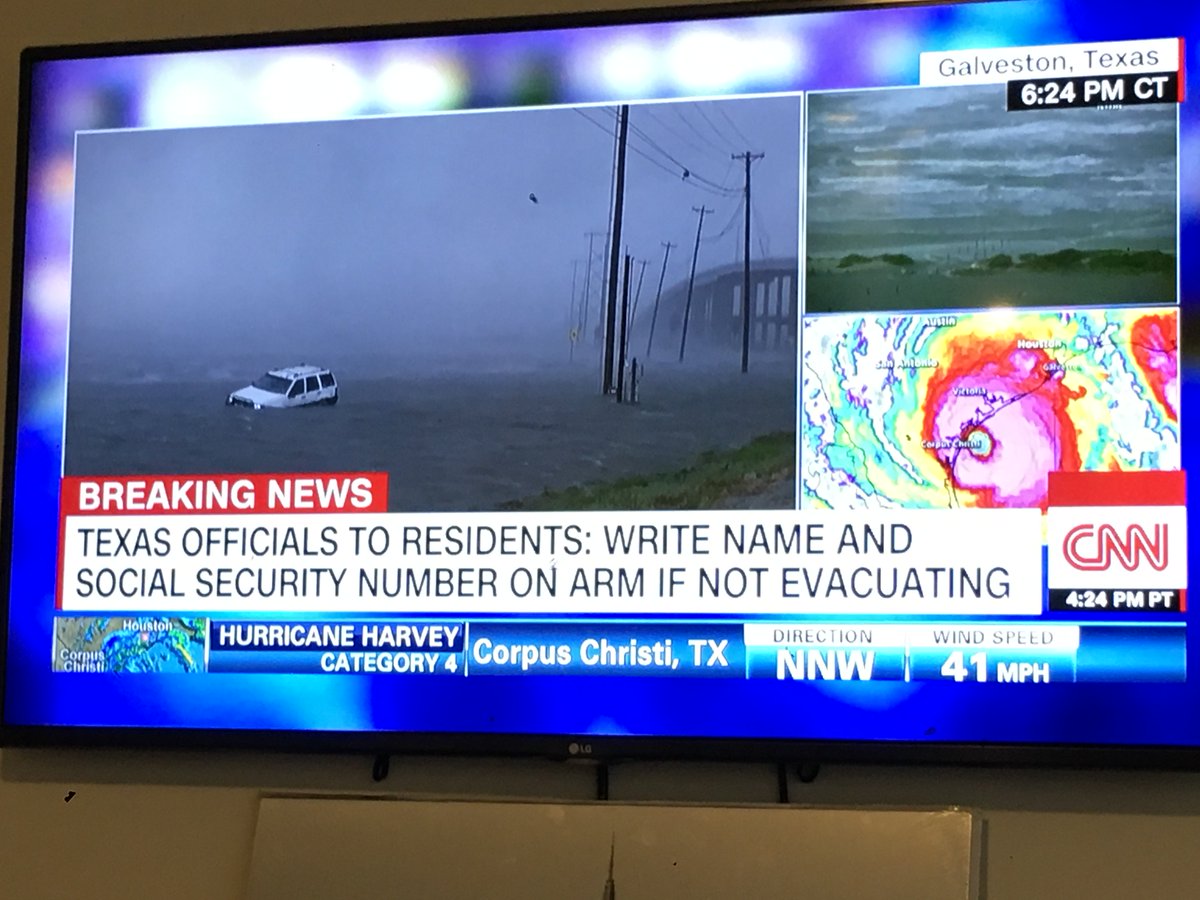 Galveston, Texas
6:24 PM CT
Austin
Houston
San Antonio
Galveston
Victoria
Corpus Christi
BREAKING NEWS
TEXAS OFFICIALS TO RESIDENTS: WRITE NAME AND
SOCIAL SECURITY NUMBER ON ARM IF NOT EVACUATING
CNN
4:24 PM PT
Houston
Corpus
Christi
HURRICANE HARVEY
CATEGORY 4
Corpus Christi, TX
DIRECTION
NNW
WIND SPEED
41 MPH
LG